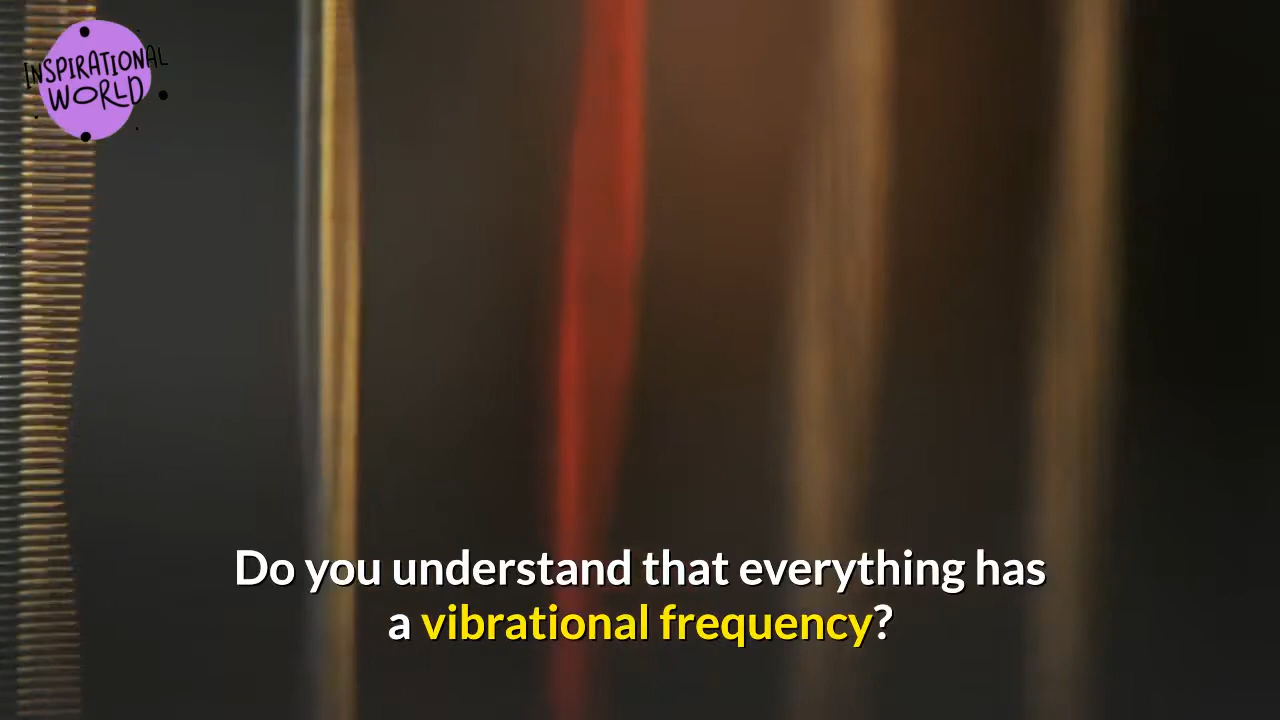 INSPIRATIONAL
WORLD
Do you understand that everything has
a vibrational frequency?